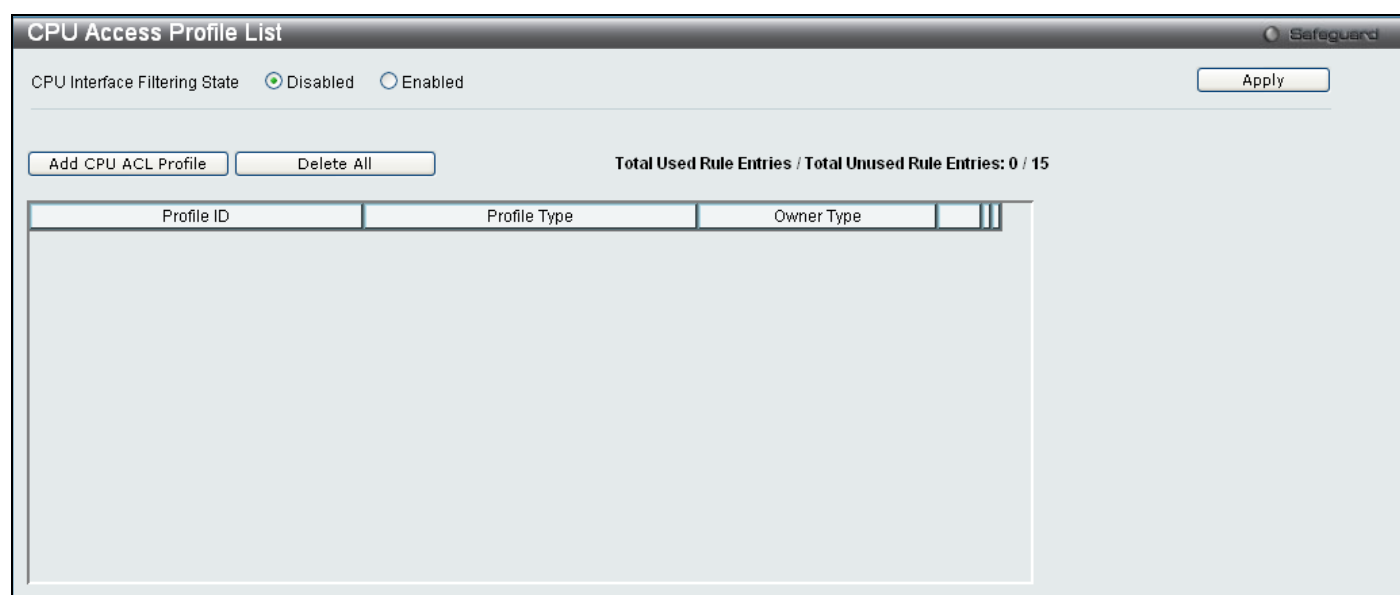 CPU Access Profile List
Safeguard
CPU Interface Filtering State Disabled Enabled Apply
Add CPU ACL Profile Delete All Total Used Rule Entries / Total Unused Rule Entries: 0 / 15
Profile ID Profile Type Owner Type